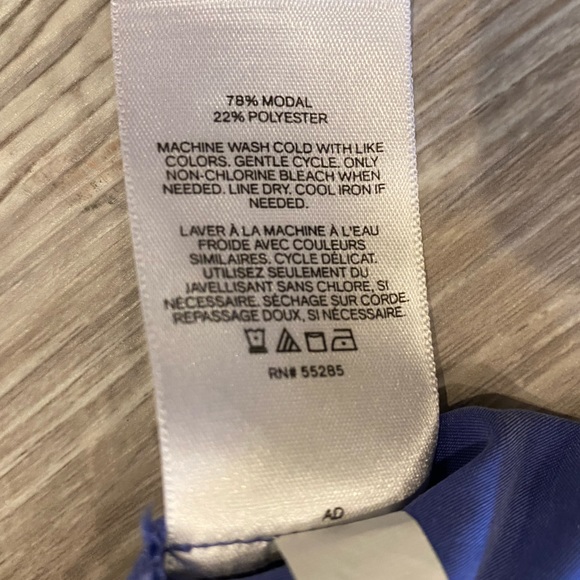 78% MODAL
22% POLYESTER
MACHINE WASH COLD WITH LIKE
COLORS. GENTLE CYCLE. ONLY
NON-CHLORINE BLEACH WHEN
NEEDED. LINE DRY. COOL IRON IF
NEEDED.
LAVER À LA MACHINE À L'EAU
FROIDE AVEC COULEURS
SIMILAIRES. CYCLE DÉLICAT.
UTILISEZ SEULEMENT DU
JAVELLISANT SANS CHLORE, SI
NÉCESSAIRE. SÉCHAGE SUR CORDE.
REPASSAGE DOUX, SI NÉCESSAIRE.
RN# 55285
AD